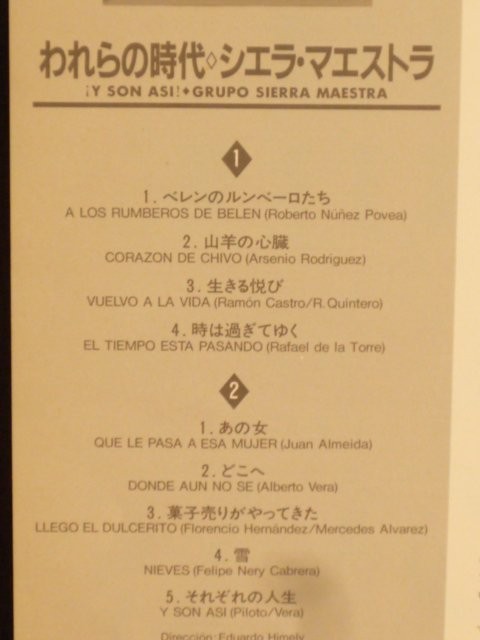 われらの時代◇シエラ・マエストラ
¡Y SON ASI!◆GRUPO SIERRA MAESTRA
1
1. ベレンのルンベーロたち
A LOS RUMBEROS DE BELEN (Roberto Núñez Povea)
2. 山羊の心臓
CORAZON DE CHIVO (Arsenio Rodriguez)
3. 生きる悦び
VUELVO A LA VIDA (Ramón Castro/R. Quintero)
4. 時は過ぎてゆく
EL TIEMPO ESTA PASANDO (Rafael de la Torre)
2
1. あの女
QUE LE PASA A ESA MUJER (Juan Almeida)
2. どこへ
DONDE AUN NO SE (Alberto Vera)
3. 菓子売りがやってきた
LLEGO EL DULCERITO (Florencio Hernández/Mercedes Alvarez)
4. 雪
NIEVES (Felipe Nery Cabrera)
5. それぞれの人生
Y SON ASI (Piloto/Vera)
Dirección: Eduardo Himely